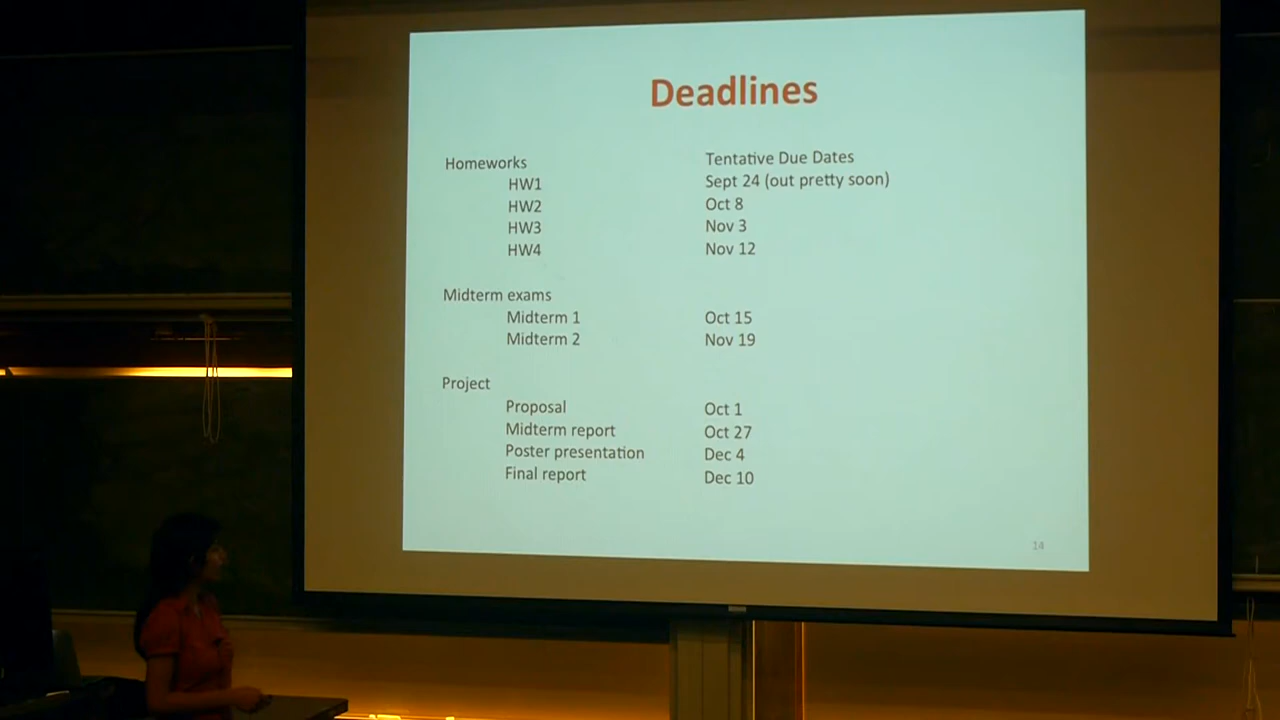 Deadlines
Homeworks Tentative Due Dates
HW1 Sept 24 (out pretty soon)
HW2 Oct 8
HW3 Nov 3
HW4 Nov 12
Midterm exams
Midterm 1 Oct 15
Midterm 2 Nov 19
Project
Proposal Oct 1
Midterm report Oct 27
Poster presentation Dec 4
Final report Dec 10
14